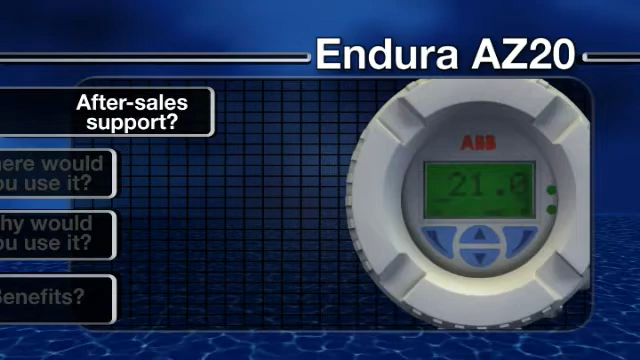 Endura AZ20
After-sales
support?
ABB
21.0
here would
ou use it?
hy would
ou use it?
Benefits?